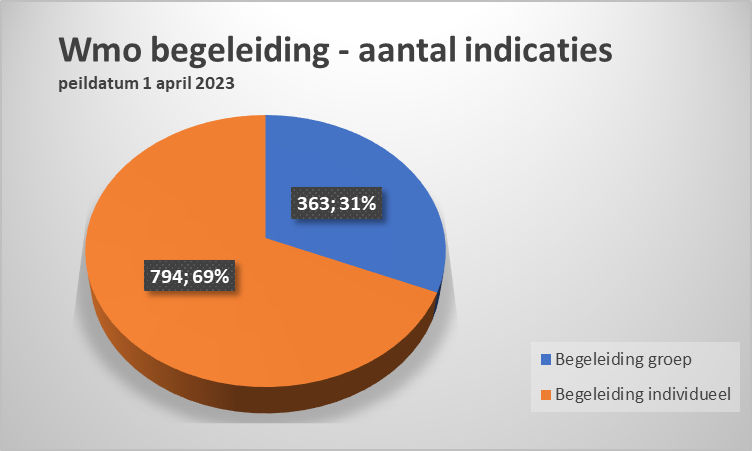 Wmo begeleiding - aantal indicaties
peildatum 1 april 2023
363; 31%
794; 69%
Begeleiding groep
Begeleiding individueel